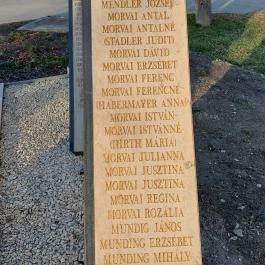 MENDLER JÓZSEF
MORVAI ANTAL
MORVAI ANTALNÉ
(STADLER JUDIT)
MORVAI DÁVID
MORVAI ERZSÉBET
MORVAI FERENC
MORVAI FERENCNÉ
(HABERMAYER ANNA)
MORVAI ISTVÁN
MORVAI ISTVÁNNÉ
(HIRTH MÁRIA)
MORVAI JULIANNA
MORVAI JUSZTINA
MORVAI JUSZTINA
MORVAI REGINA
MORVAI ROZÁLIA
MUNDIG JÁNOS
MUNDING ERZSÉBET
MUNDING MIHÁLY